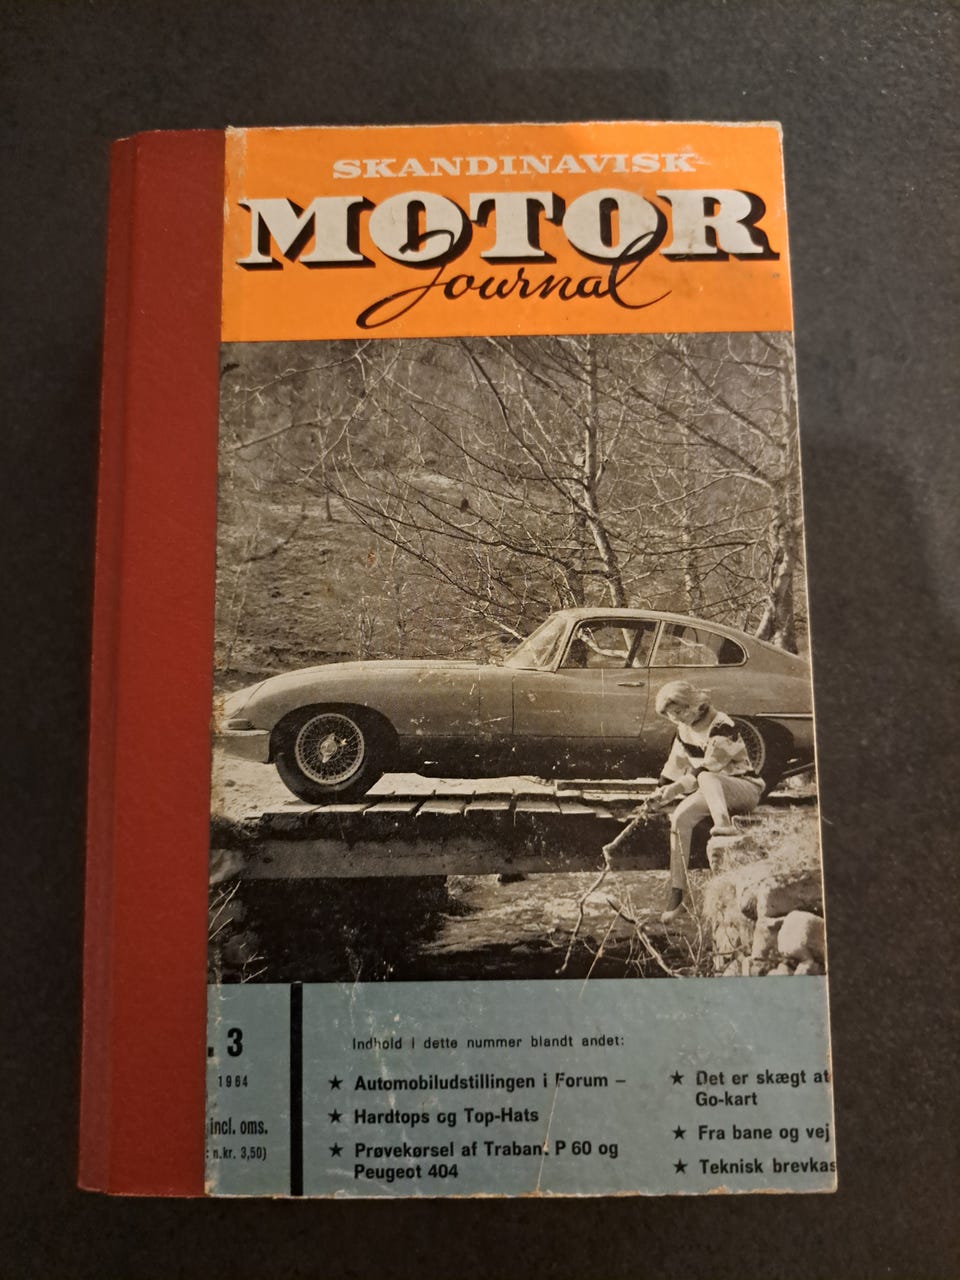 SKANDINAVISK
MOTOR
Journal
. 3
1964
incl. oms.
: n.kr. 3,50)
Indhold i dette nummer blandt andet:
★ Automobiludstillingen i Forum –
★ Hardtops og Top-Hats
★ Prøvekørsel af Trabant P 60 og
Peugeot 404
★ Det er skægt at
Go-kart
★ Fra bane og vej
★ Teknisk brevkas